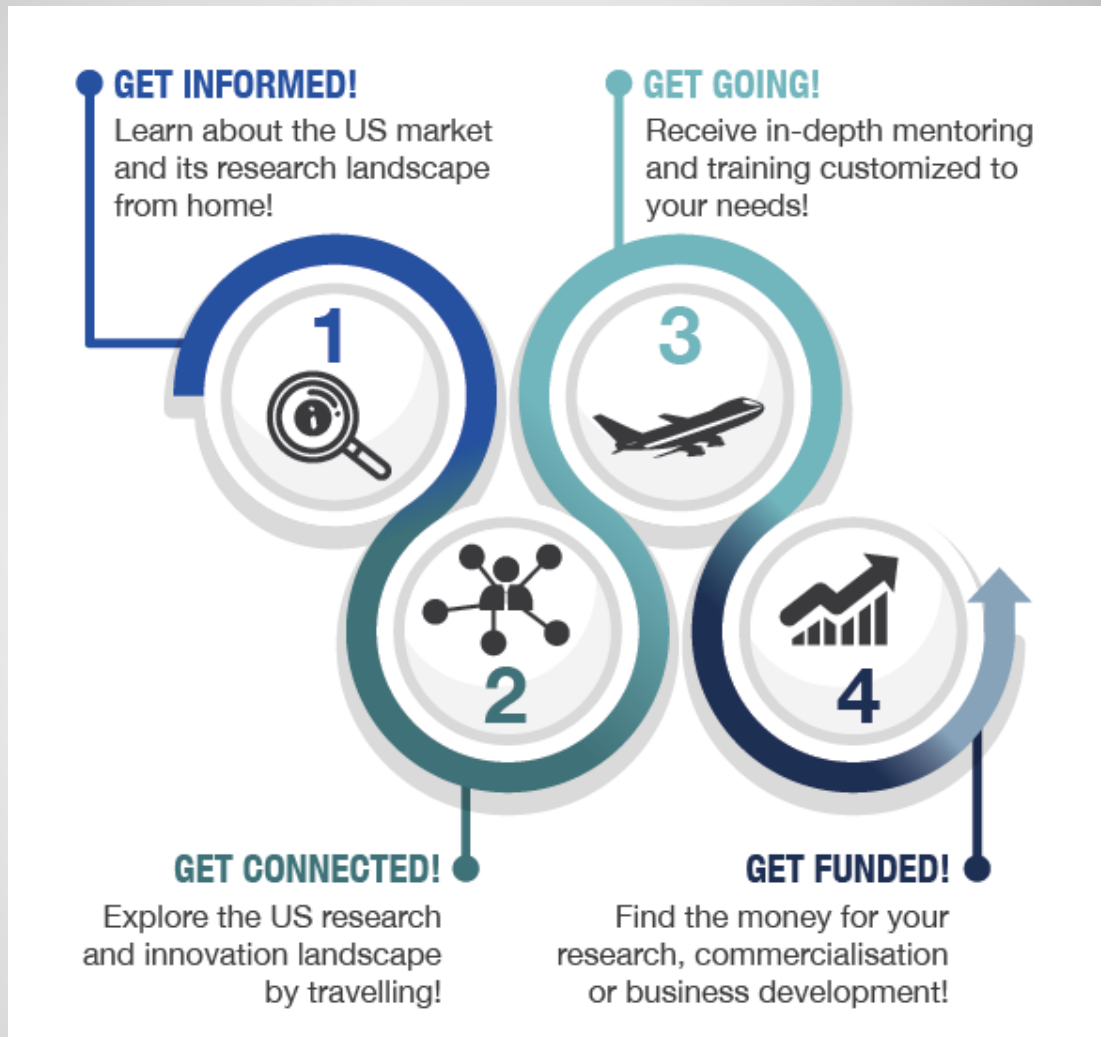 GET INFORMED!
Learn about the US market
and its research landscape
from home!
1
GET CONNECTED!
Explore the US research
and innovation landscape
by travelling!
2
GET GOING!
Receive in-depth mentoring
and training customized to
your needs!
3
GET FUNDED!
Find the money for your
research, commercialisation
or business development!
4
i